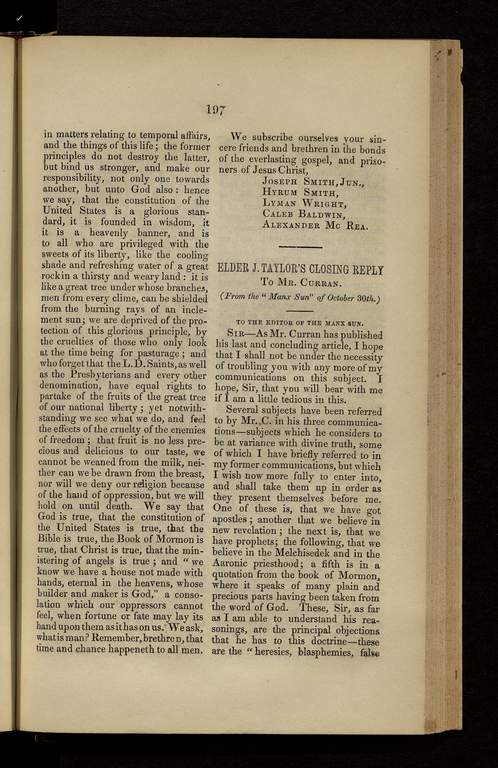 197
in matters relating to temporal affairs,
and the things of this life; the former
principles do not destroy the latter,
but bind us stronger, and make our
responsibility, not only one towards
another, but unto God also: hence
we say, that the constitution of the
United States is a glorious stan-
dard, it is founded in wisdom, it
it is a heavenly banner, and is
to all who are privileged with the
sweets of its liberty, like the cooling
shade and refreshing water of a great
rock in a thirsty and weary land: it is
like a great tree under whose branches,
men from every clime, can be shielded
from the burning rays of an incle-
ment sun; we are deprived of the pro-
tection of this glorious principle, by
the cruelties of those who only look
at the time being for pasturage; and
who forget that the L.D. Saints, as well
as the Presbyterians and every other
denomination, have equal rights to
partake of the fruits of the great tree
of our national liberty; yet notwith-
standing we see what we do, and feel
the effects of the cruelty of the enemies
of freedom; that fruit is no less pre-
cious and delicious to our taste, we
cannot be weaned from the milk, nei-
ther can we be drawn from the breast,
nor will we deny our religion because
of the hand of oppression, but we will
hold on until death. We say that
God is true, that the constitution of
the United States is true, that the
Bible is true, the Book of Mormon is
true, that Christ is true, that the min-
istering of angels is true; and "we
know we have a house not made with
hands, eternal in the heavens, whose
builder and maker is God," a conso-
lation which our oppressors cannot
feel, when fortune or fate may lay its
hand upon them as it has on us. We ask,
what is man? Remember, brethren, that
time and chance happeneth to all men.
We subscribe ourselves your sin-
cere friends and brethren in the bonds
of the everlasting gospel, and priso-
ners of Jesus Christ,
JOSEPH SMITH, JUN.,
HYRUM SMITH,
LYMAN WRIGHT,
CALEB BALDWIN,
ALEXANDER MC REA.
ELDER J. TAYLOR'S CLOSING REPLY
TO MR. CURRAN.
(From the "Manx Sun" of October 30th.)
TO THE EDITOR OF THE MANX SUN.
SIR—As Mr. Curran has published
his last and concluding article, I hope
that I shall not be under the necessity
of troubling you with any more of my
communications on this subject. I
hope, Sir, that you will bear with me
if I am a little tedious in this.
Several subjects have been referred
to by Mr. C. in his three communica-
tions—subjects which he considers to
be at variance with divine truth, some
of which I have briefly referred to in
my former communications, but which
I wish now more fully to enter into,
and shall take them up in order as
they present themselves before me.
One of these is, that we have got
apostles; another that we believe in
new revelation; the next is, that we
have prophets; the following, that we
believe in the Melchisedek and in the
Aaronic priesthood; a fifth is in a
quotation from the book of Mormon,
where it speaks of many plain and
precious parts having been taken from
the word of God. These, Sir, as far
as I am able to understand his rea-
sonings, are the principal objections
that he has to this doctrine—these
are the "heresies, blasphemies, false